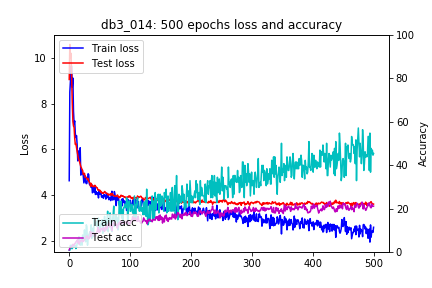 db3_014: 500 epochs loss and accuracy
Train loss
Test loss
Train acc
Test acc
Loss
Accuracy
10
8
6
4
2
100
80
60
40
20
0
0
100
200
300
400
500